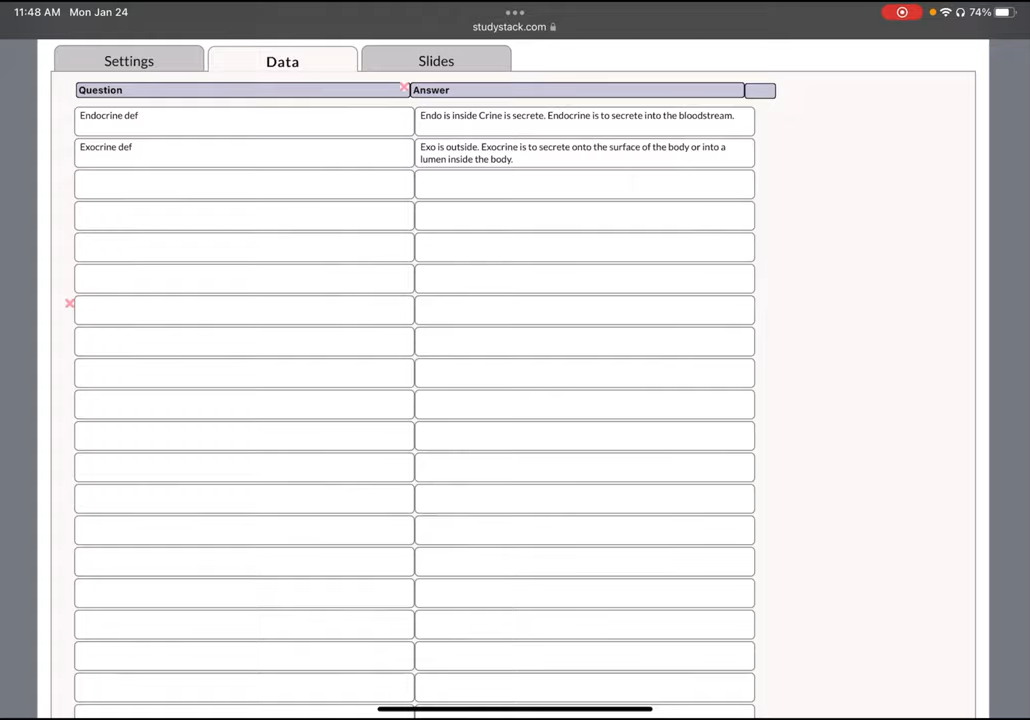 11:48 AM Mon Jan 24
74%
studystack.com
Settings Data Slides
Question Answer
Endocrine def
Endo is inside Crine is secrete. Endocrine is to secrete into the bloodstream.
Exocrine def
Exo is outside. Exocrine is to secrete onto the surface of the body or into a
lumen inside the body.